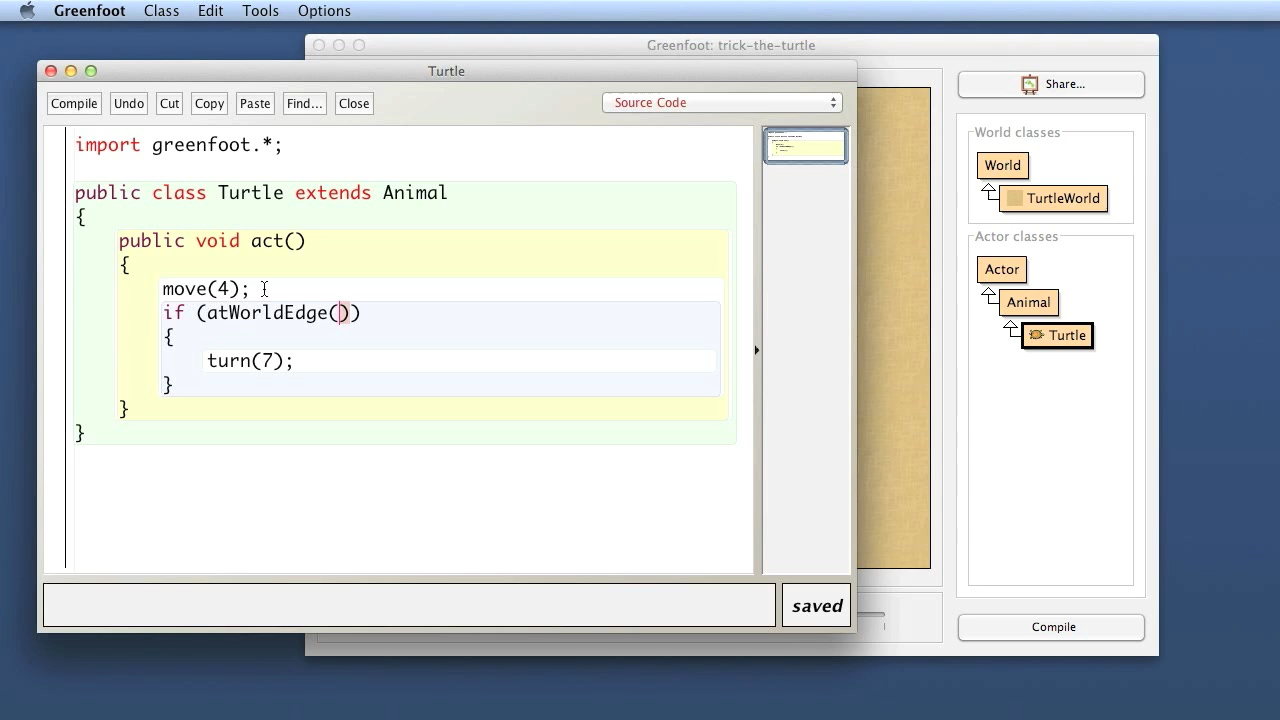 Greenfoot Class Edit Tools Options
Greenfoot: trick-the-turtle
Turtle
Compile Undo Cut Copy Paste Find... Close Source Code
import greenfoot.*;
public class Turtle extends Animal
{
public void act()
{
move(4);
if (atWorldEdge())
{
turn(7);
}
}
}
saved
Share...
World classes
World
TurtleWorld
Actor classes
Actor
Animal
Turtle
Compile